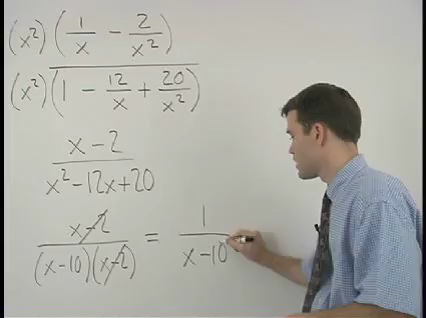 (x²)(1/x − 2/x²)
(x²)(1 − 12/x + 20/x²)
x − 2
x² − 12x + 20
x − 2
(x − 10)(x − 2)
= 1
x − 10